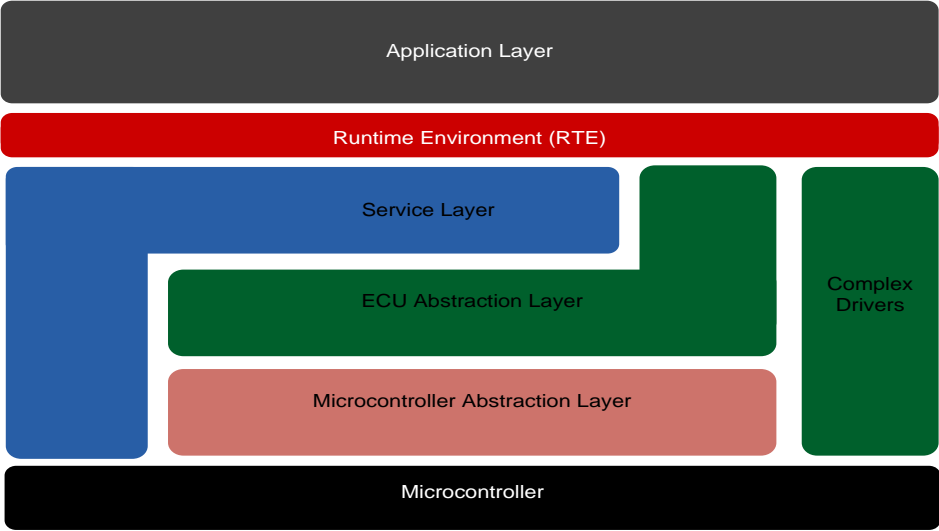 Application Layer
Runtime Environment (RTE)
Service Layer
ECU Abstraction Layer
Complex
Drivers
Microcontroller Abstraction Layer
Microcontroller